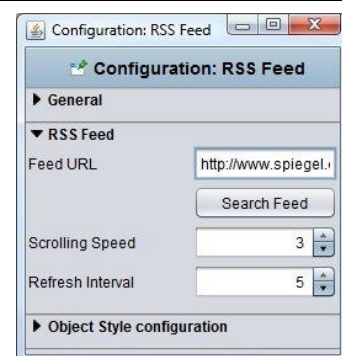 Configuration: RSS Feed
Configuration: RSS Feed
General
RSS Feed
Feed URL http://www.spiegel.
Search Feed
Scrolling Speed 3
Refresh Interval 5
Object Style configuration